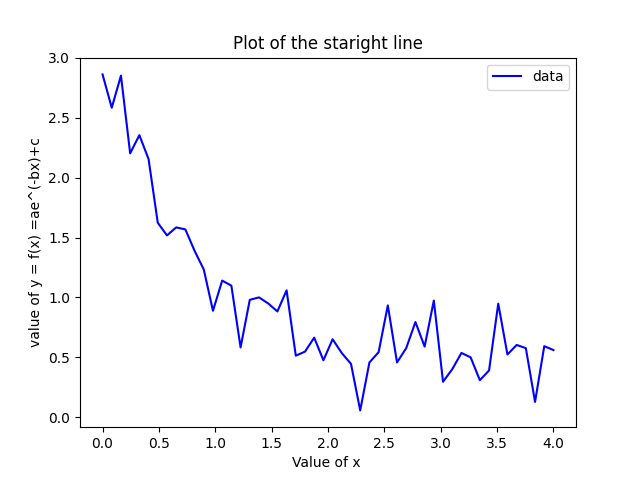 Plot of the staright line
data
value of y = f(x) =ae^(-bx)+c
3.0
2.5
2.0
1.5
1.0
0.5
0.0
0.0 0.5 1.0 1.5 2.0 2.5 3.0 3.5 4.0
Value of x